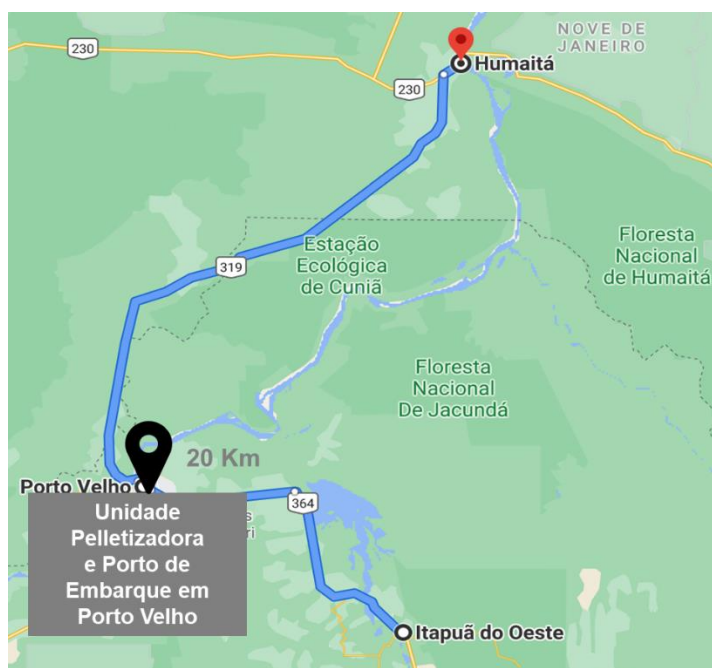 NOVE DE
JANEIRO
230
Humaitá
230
Floresta
Nacional
de Humaitá
Estação
Ecológica
de Cuniã
319
Floresta
Nacional
De Jacundá
20 Km
Porto Velho
364
Unidade
Pelletizadora
e Porto de
Embarque em
Porto Velho
Itapuã do Oeste